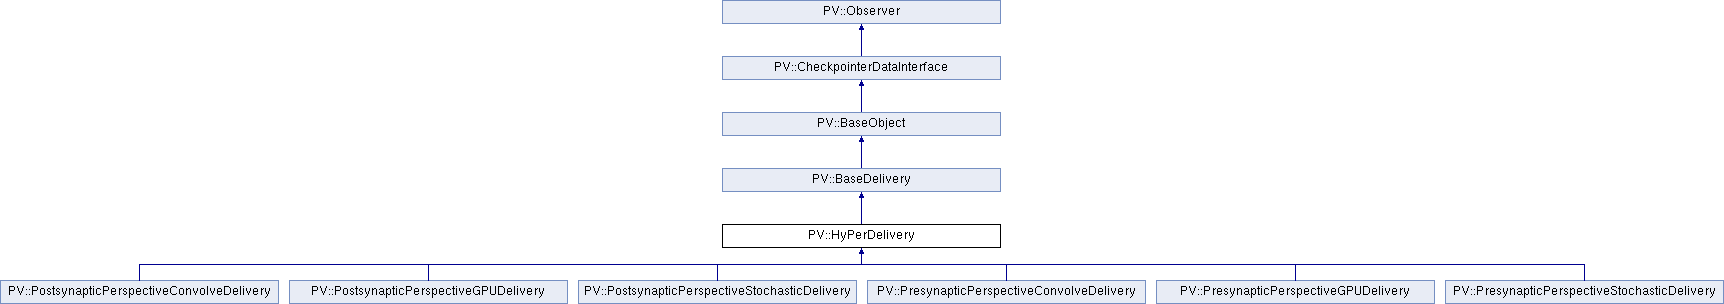 PV::Observer
PV::CheckpointerDataInterface
PV::BaseObject
PV::BaseDelivery
PV::HyPerDelivery
PV::PostsynapticPerspectiveConvolveDelivery
PV::PostsynapticPerspectiveGPUDelivery
PV::PostsynapticPerspectiveStochasticDelivery
PV::PresynapticPerspectiveConvolveDelivery
PV::PresynapticPerspectiveGPUDelivery
PV::PresynapticPerspectiveStochasticDelivery